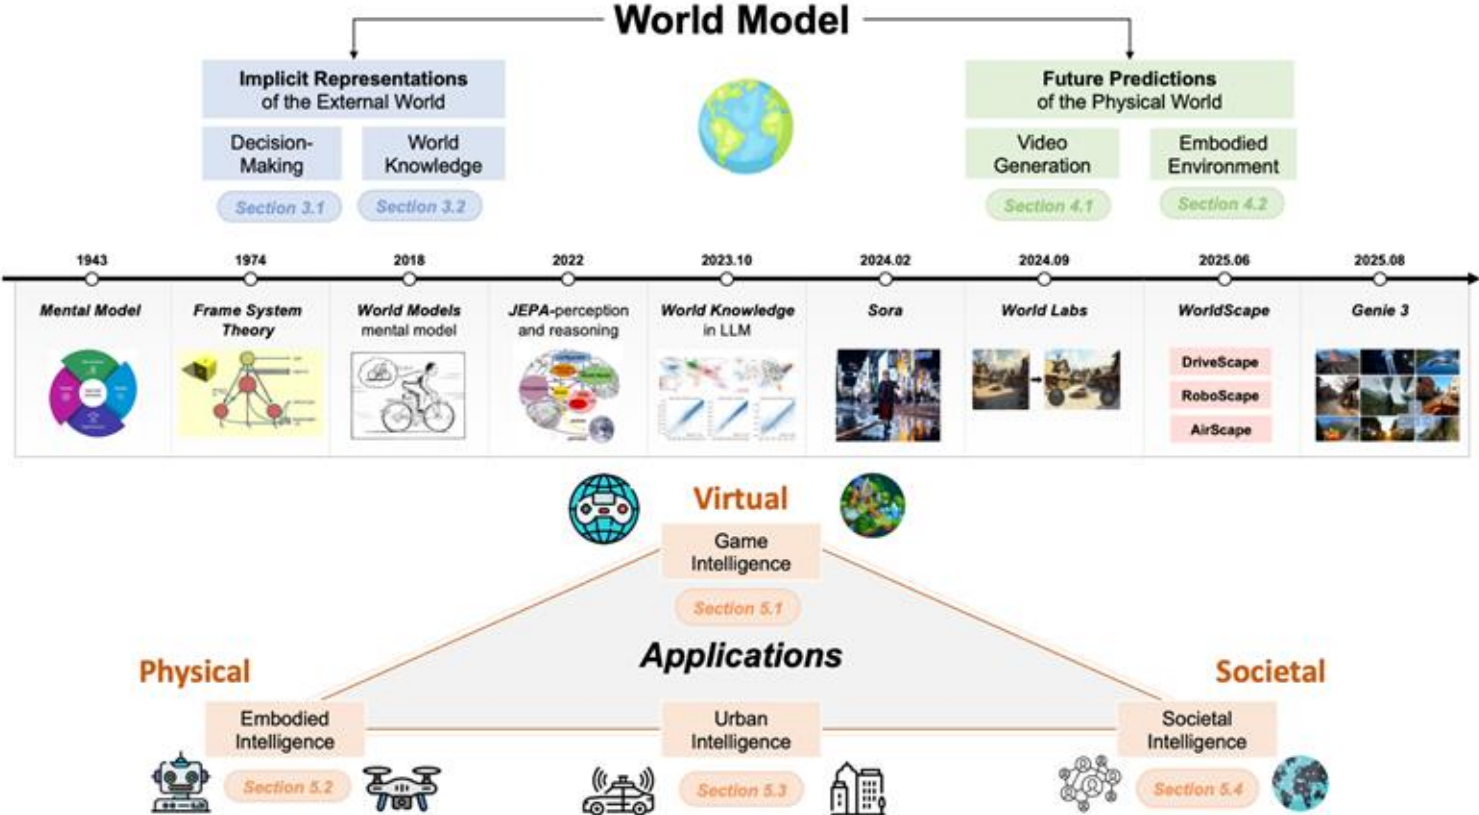 World Model
Implicit Representations
of the External World
Decision-
Making
World
Knowledge
Section 3.1
Section 3.2
Future Predictions
of the Physical World
Video
Generation
Embodied
Environment
Section 4.1
Section 4.2
1943
1974
2018
2022
2023.10
2024.02
2024.09
2025.06
2025.08
Mental Model
Frame System
Theory
World Models
mental model
JEPA-perception
and reasoning
World Knowledge
in LLM
Sora
World Labs
WorldScape
DriveScape
RoboScape
AirScape
Genie 3
Virtual
Game
Intelligence
Section 5.1
Applications
Physical
Societal
Embodied
Intelligence
Section 5.2
Urban
Intelligence
Section 5.3
Societal
Intelligence
Section 5.4